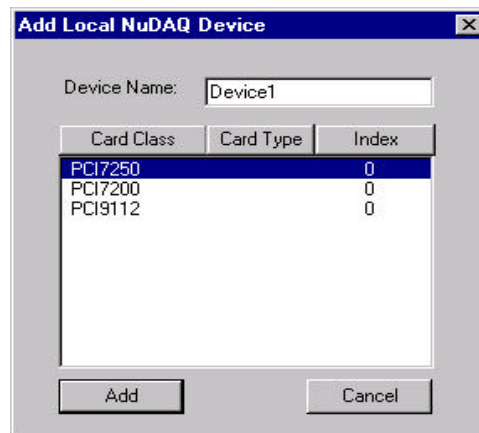 Add Local NuDAQ Device
Device Name: Device1
Card Class Card Type Index
PCI7250 0
PCI7200 0
PCI9112 0
Add Cancel